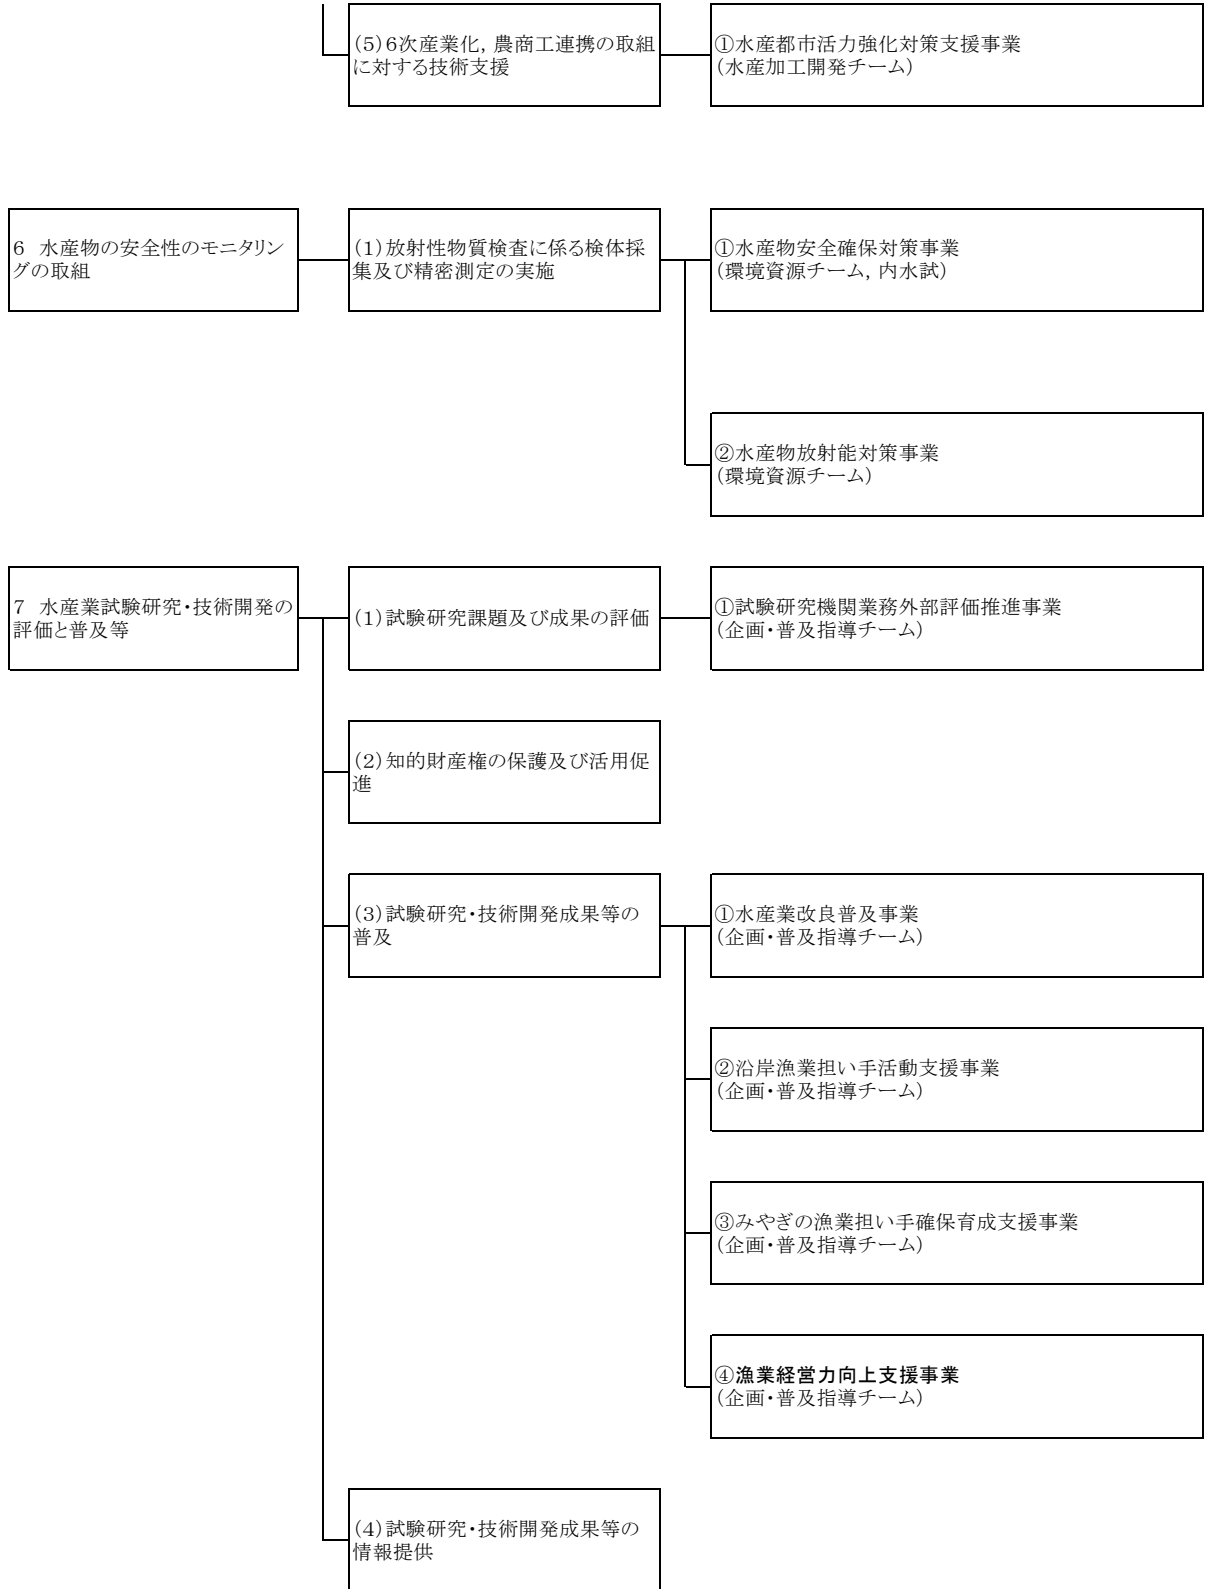 (5)6次産業化,農商工連携の取組
に対する技術支援
①水産都市活力強化対策支援事業
(水産加工開発チーム)
6 水産物の安全性のモニタリン
グの取組
(1)放射性物質検査に係る検体採
集及び精密測定の実施
①水産物安全確保対策事業
(環境資源チーム,内水試)
②水産物放射能対策事業
(環境資源チーム)
7 水産業試験研究・技術開発の
評価と普及等
(1)試験研究課題及び成果の評価
①試験研究機関業務外部評価推進事業
(企画・普及指導チーム)
(2)知的財産権の保護及び活用促
進
(3)試験研究・技術開発成果等の
普及
①水産業改良普及事業
(企画・普及指導チーム)
②沿岸漁業担い手活動支援事業
(企画・普及指導チーム)
③みやぎの漁業担い手確保育成支援事業
(企画・普及指導チーム)
④漁業経営力向上支援事業
(企画・普及指導チーム)
(4)試験研究・技術開発成果等の
情報提供